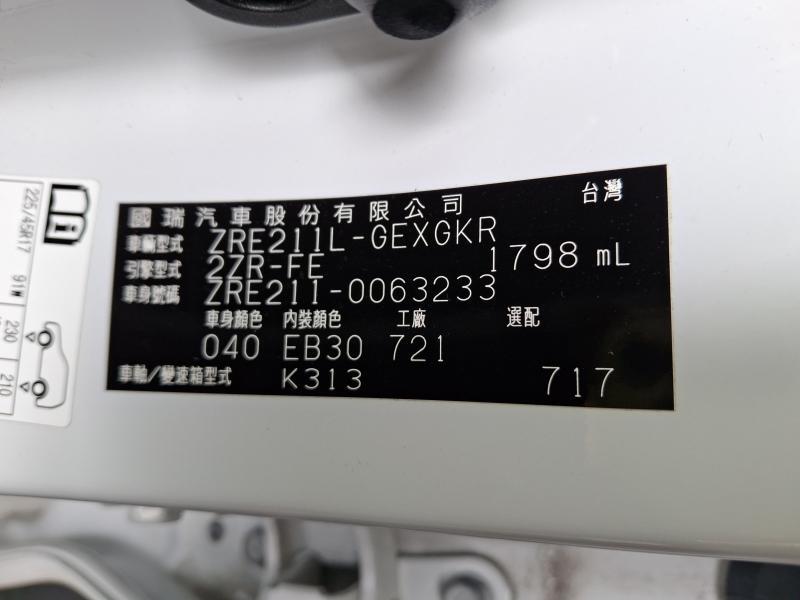 國瑞汽車股份有限公司 台灣
車輛型式 ZRE211L-GEXGKR
引擎型式 2ZR-FE 1798 mL
車身號碼 ZRE211-0063233
車身顏色 內裝顏色 工廠 選配
040 EB30 721
車軸/變速箱型式 K313 717
225/45R17 91W
230
210